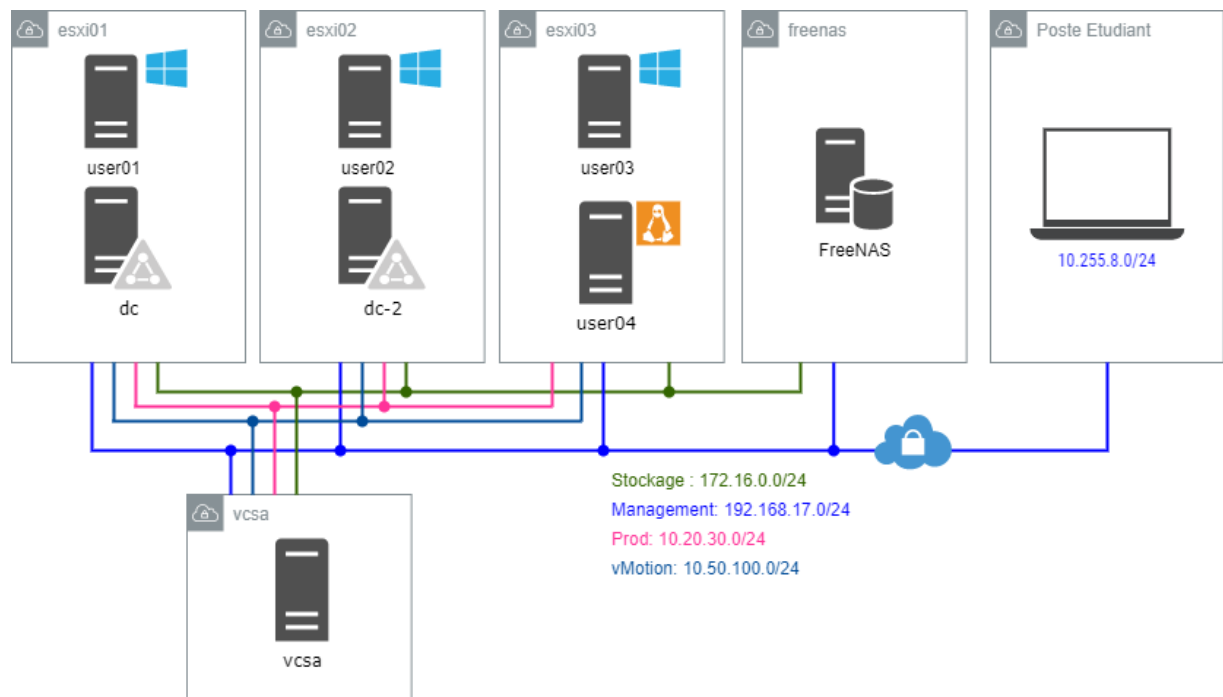 esxi01
esxi02
esxi03
freenas
Poste Etudiant
user01
user02
user03
dc
dc-2
user04
FreeNAS
10.255.8.0/24
Stockage : 172.16.0.0/24
Management: 192.168.17.0/24
Prod: 10.20.30.0/24
vMotion: 10.50.100.0/24
vcsa
vcsa